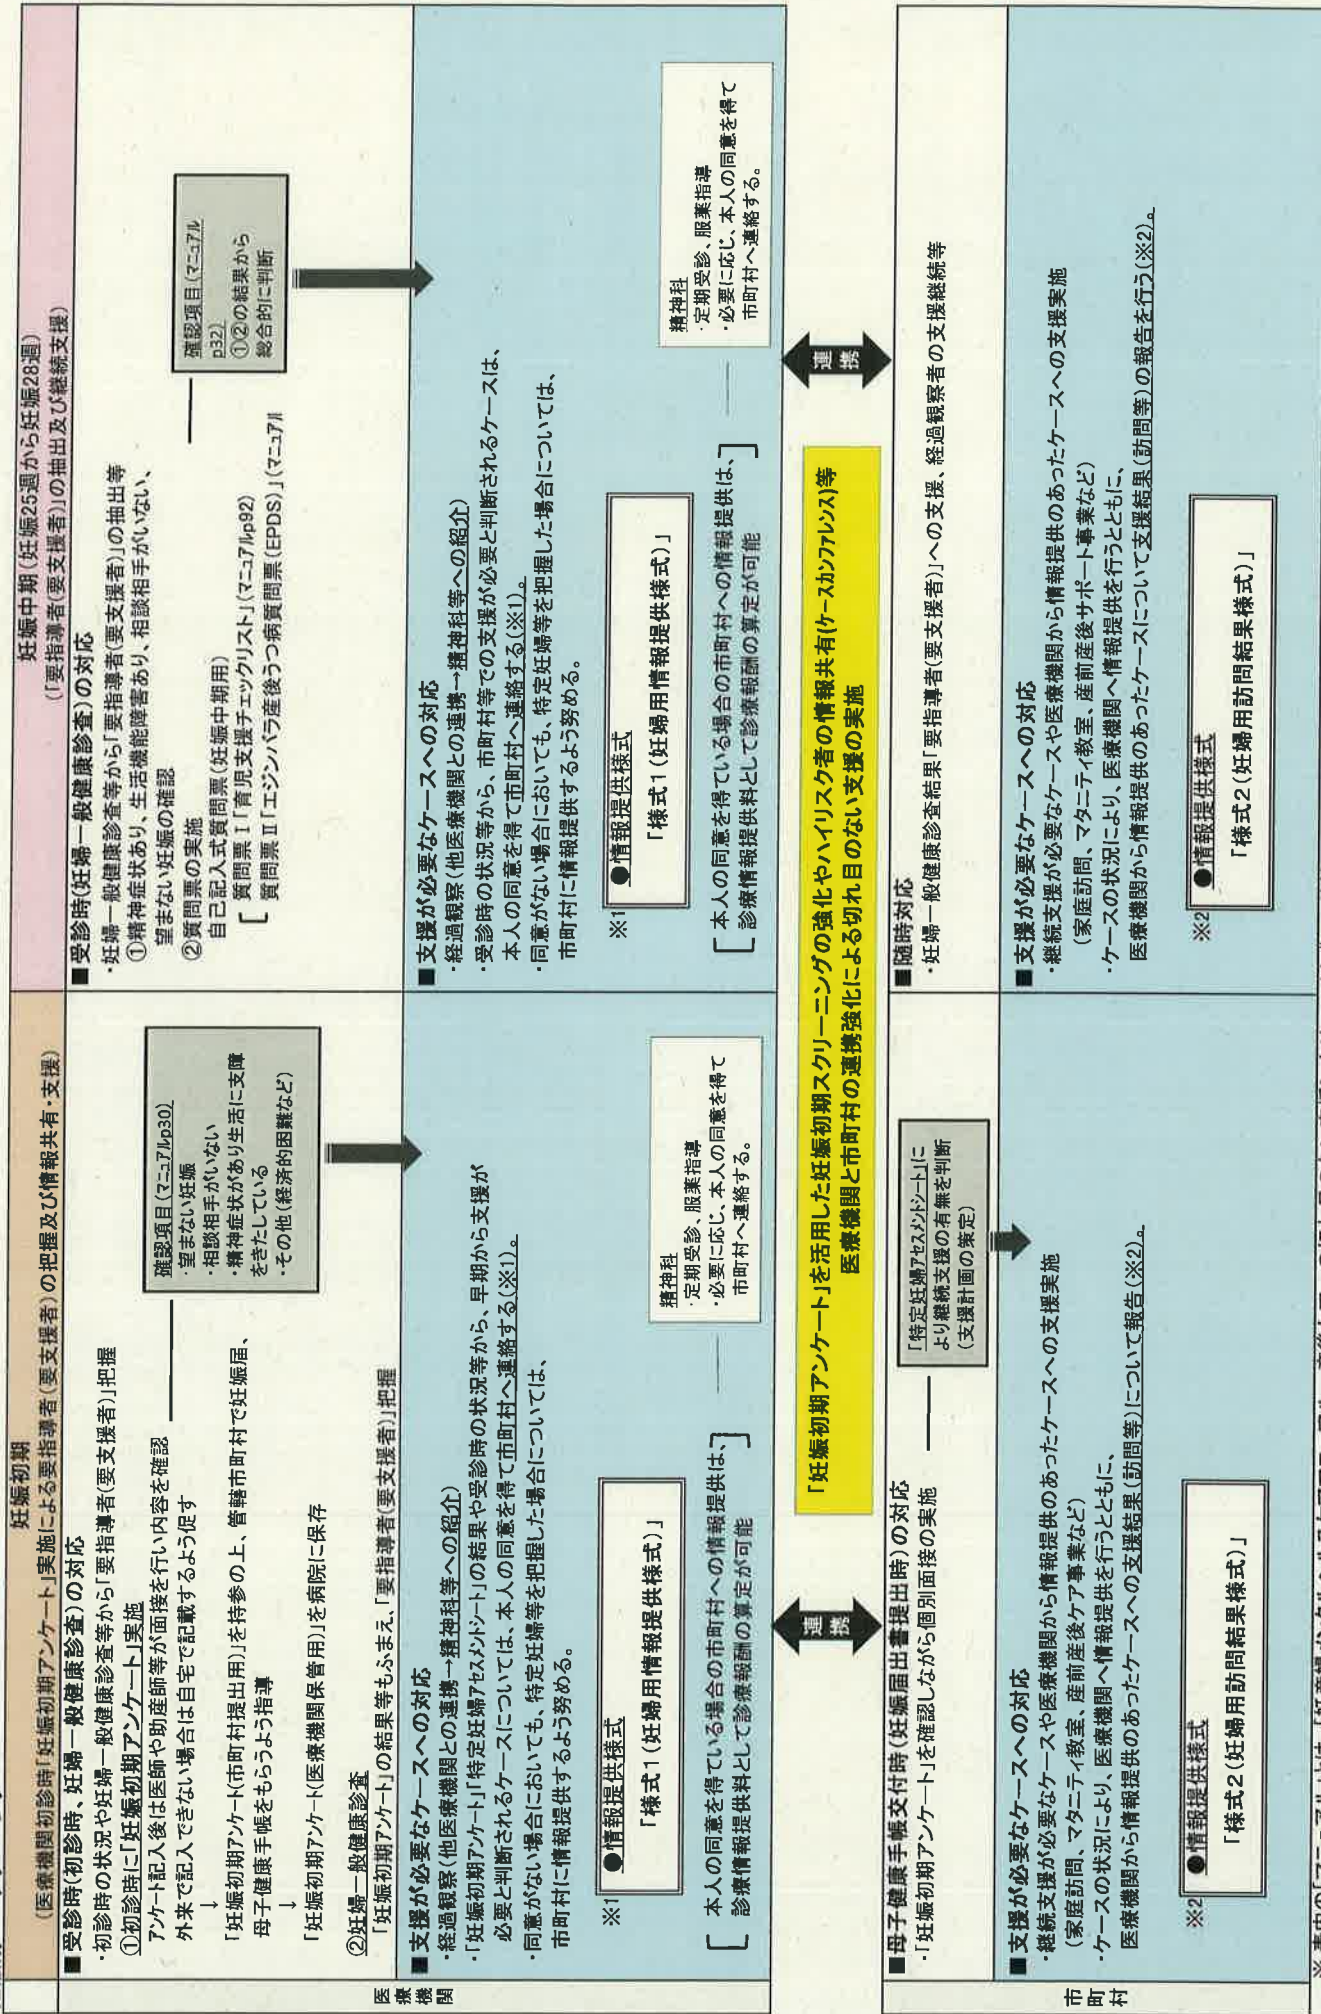 妊娠初期
(医療機関初診時「妊娠初期アンケート」実施による要指導者(要支援者)の把握及び情報共有・支援)
妊娠中期(妊娠25週から妊娠28週)
(「要指導者(要支援者)」の抽出及び継続支援)
医療機関
■受診時(初診時、妊婦一般健康診査)の対応
・初診時の状況や妊婦一般健康診査等から「要指導者(要支援者)」把握
①初診時に「妊娠初期アンケート」実施
アンケート記入後は医師や助産師等が面接を行い内容を確認
外来で記入できない場合は自宅で記載するよう促す
↓
「妊娠初期アンケート(市町村提出用)」を持参の上、管轄市町村で妊娠届、
母子健康手帳をもらうよう指導
↓
「妊娠初期アンケート(医療機関保管用)」を病院に保存
②妊婦一般健康診査
「妊娠初期アンケート」の結果等もふまえ、「要指導者(要支援者)」把握
確認項目(マニュアルp30)
・望まない妊娠
・相談相手がいない
・精神症状があり生活に支障
をきたしている
・その他(経済的困難など)
■支援が必要なケースへの対応
・経過観察(他医療機関との連携→精神科等への紹介)
・「妊娠初期アンケート」「特定妊婦アセスメントシート」の結果や受診時の状況等から、早期から支援が
必要と判断されるケースについては、本人の同意を得て市町村へ連絡する(※1)。
・同意がない場合においても、特定妊婦等を把握した場合については、
市町村に情報提供するよう努める。
※1
●情報提供様式
「様式1(妊婦用情報提供様式)」
本人の同意を得ている場合の市町村への情報提供は、
診療情報提供料として診療報酬の算定が可能
精神科
・定期受診、服薬指導
・必要に応じ、本人の同意を得て
市町村へ連絡する。
■受診時(妊婦一般健康診査)の対応
・妊婦一般健康診査等から「要指導者(要支援者)」の抽出等
①精神症状あり、生活機能障害あり、相談相手がいない、
望まない妊娠の確認
②質問票の実施
自己記入式質問票(妊娠中期用)
質問票Ⅰ「育児支援チェックリスト」(マニュアルp92)
質問票Ⅱ「エジンバラ産後うつ病質問票(EPDS)」(マニュアル
確認項目(マニュアル
p32)
①②の結果から
総合的に判断
■支援が必要なケースへの対応
・経過観察(他医療機関との連携→精神科等への紹介)
・受診時の状況等から、市町村等での支援が必要と判断されるケースは、
本人の同意を得て市町村へ連絡する(※1)。
・同意がない場合においても、特定妊婦等を把握した場合については、
市町村に情報提供するよう努める。
※1
●情報提供様式
「様式1(妊婦用情報提供様式)」
本人の同意を得ている場合の市町村への情報提供は、
診療情報提供料として診療報酬の算定が可能
精神科
・定期受診、服薬指導
・必要に応じ、本人の同意を得て
市町村へ連絡する。
連携
「妊娠初期アンケート」を活用した妊娠初期スクリーニングの強化やハイリスク者の情報共有(ケースカンファレンス)等
医療機関と市町村の連携強化による切れ目のない支援の実施
連携
市町村
■母子健康手帳交付時(妊娠届出書提出時)の対応
・「妊娠初期アンケート」を確認しながら個別面接の実施
「特定妊婦アセスメントシート」に
より継続支援の有無を判断
(支援計画の策定)
■支援が必要なケースへの対応
・継続支援が必要なケースや医療機関から情報提供のあったケースへの支援実施
(家庭訪問、マタニティ教室、産前産後ケア事業など)
・ケースの状況により、医療機関へ情報提供を行うとともに、
医療機関から情報提供のあったケースへの支援結果(訪問等)について報告(※2)。
※2
●情報提供様式
「様式2(妊婦用訪問結果様式)」
■随時対応
・妊婦一般健康診査結果「要指導者(要支援者)」への支援、経過観察者の支援継続等
■支援が必要なケースへの対応
・継続支援が必要なケースや医療機関から情報提供のあったケースへの支援実施
(家庭訪問、マタニティ教室、産前産後サポート事業など)
・ケースの状況により、医療機関へ情報提供を行うとともに、
医療機関から情報提供のあったケースについて支援結果(訪問等)の報告を行う(※2)。
※2
●情報提供様式
「様式2(妊婦用訪問結果様式)」